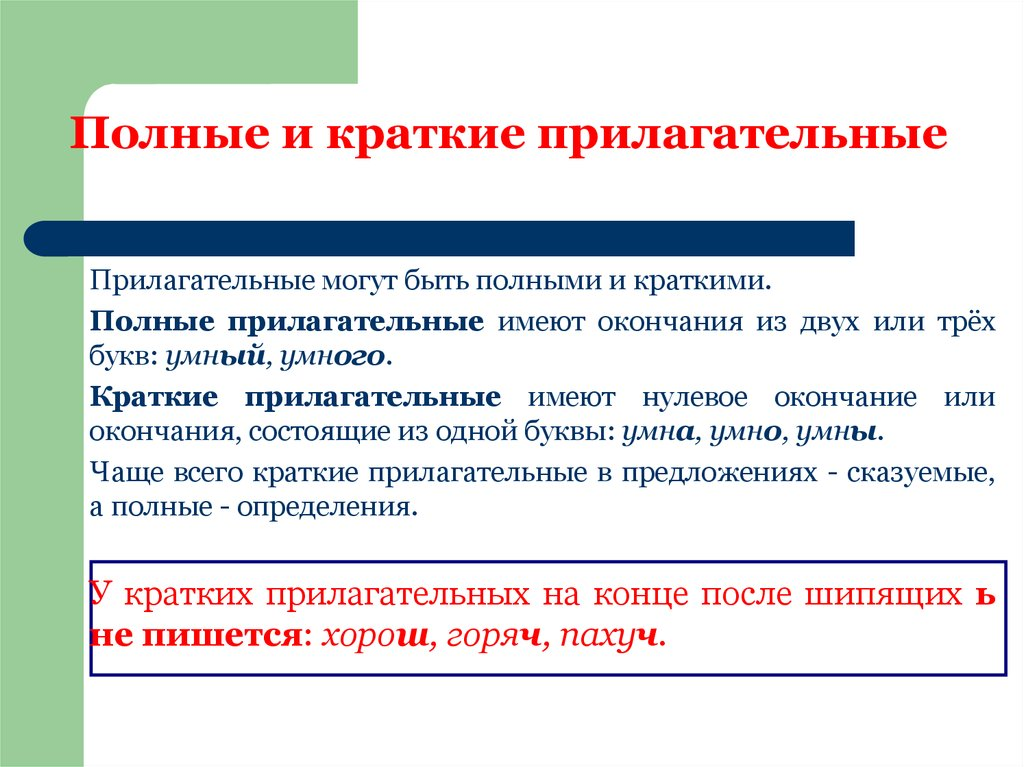 Полные и краткие прилагательные
Прилагательные могут быть полными и краткими.
Полные прилагательные имеют окончания из двух или трёх
букв: умный, умного.
Краткие прилагательные имеют нулевое окончание или
окончания, состоящие из одной буквы: умна, умно, умны.
Чаще всего краткие прилагательные в предложениях - сказуемые,
а полные - определения.
У кратких прилагательных на конце после шипящих ь
не пишется: хорош, горяч, пахуч.